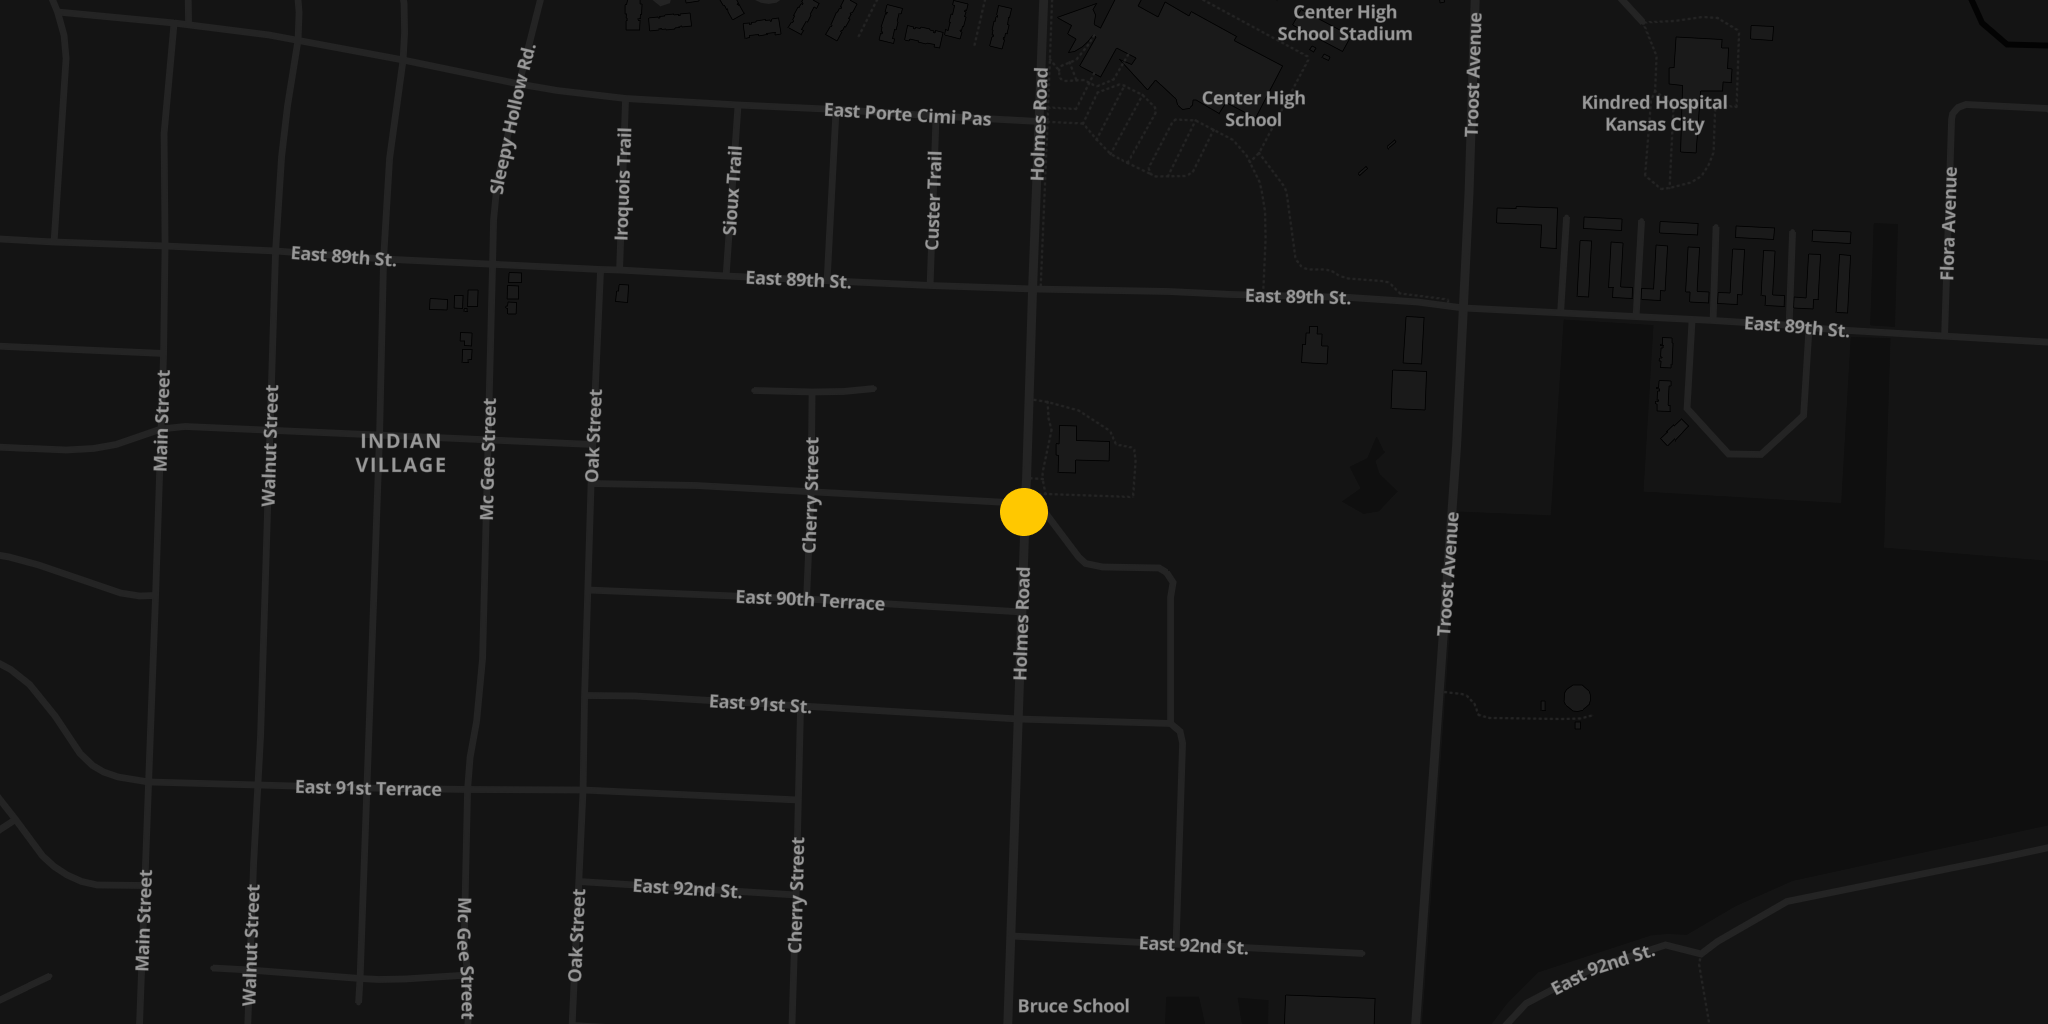 Center High
School Stadium
Troost Avenue
Sleepy Hollow Rd.
Holmes Road
Center High
School
Kindred Hospital
Kansas City
East Porte Cimi Pas
Iroquois Trail
Sioux Trail
Custer Trail
Flora Avenue
East 89th St.
East 89th St.
East 89th St.
East 89th St.
Main Street
Walnut Street
INDIAN
VILLAGE
Mc Gee Street
Oak Street
Cherry Street
Troost Avenue
East 90th Terrace
Holmes Road
East 91st St.
East 91st Terrace
Main Street
Walnut Street
Mc Gee Street
Oak Street
East 92nd St.
Cherry Street
East 92nd St.
East 92nd St.
Bruce School